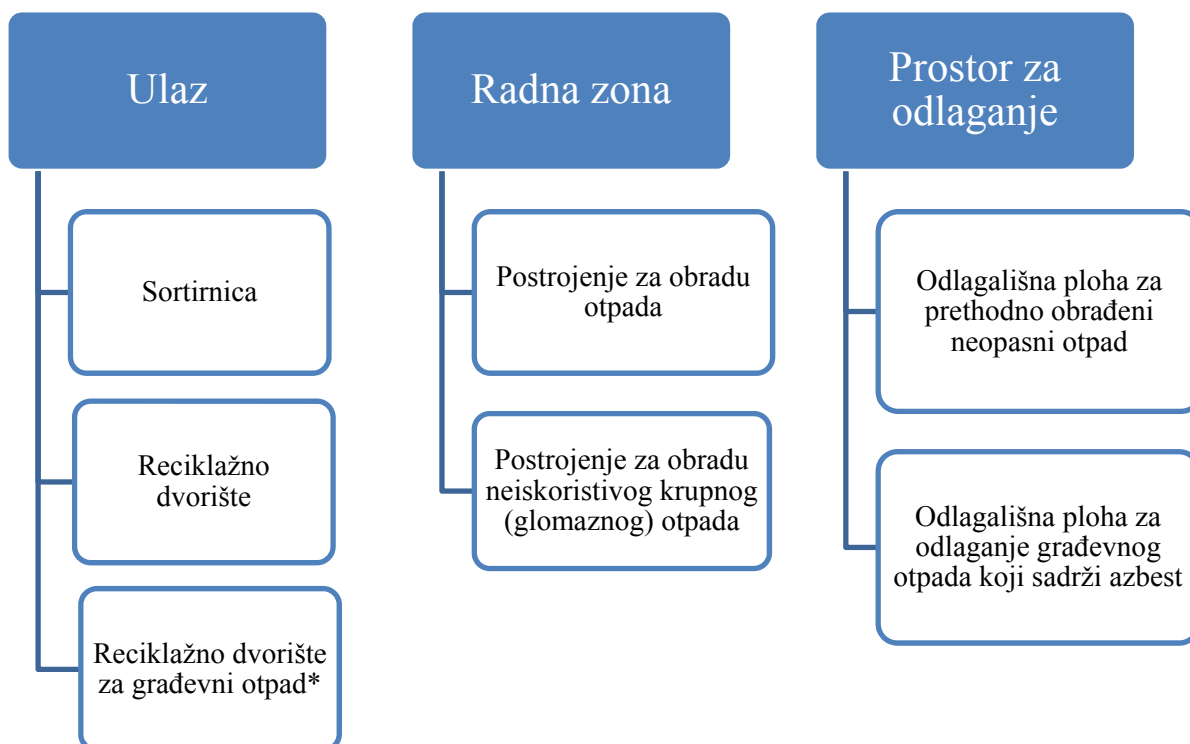 Ulaz
Sortirnica
Reciklažno
dvorište
Reciklažno dvorište
za građevni otpad*
Radna zona
Postrojenje za obradu
otpada
Postrojenje za obradu
neiskoristivog krupnog
(glomaznog) otpada
Prostor za
odlaganje
Odlagališna ploha za
prethodno obrađeni
neopasni otpad
Odlagališna ploha za
odlaganje građevnog
otpada koji sadrži azbest